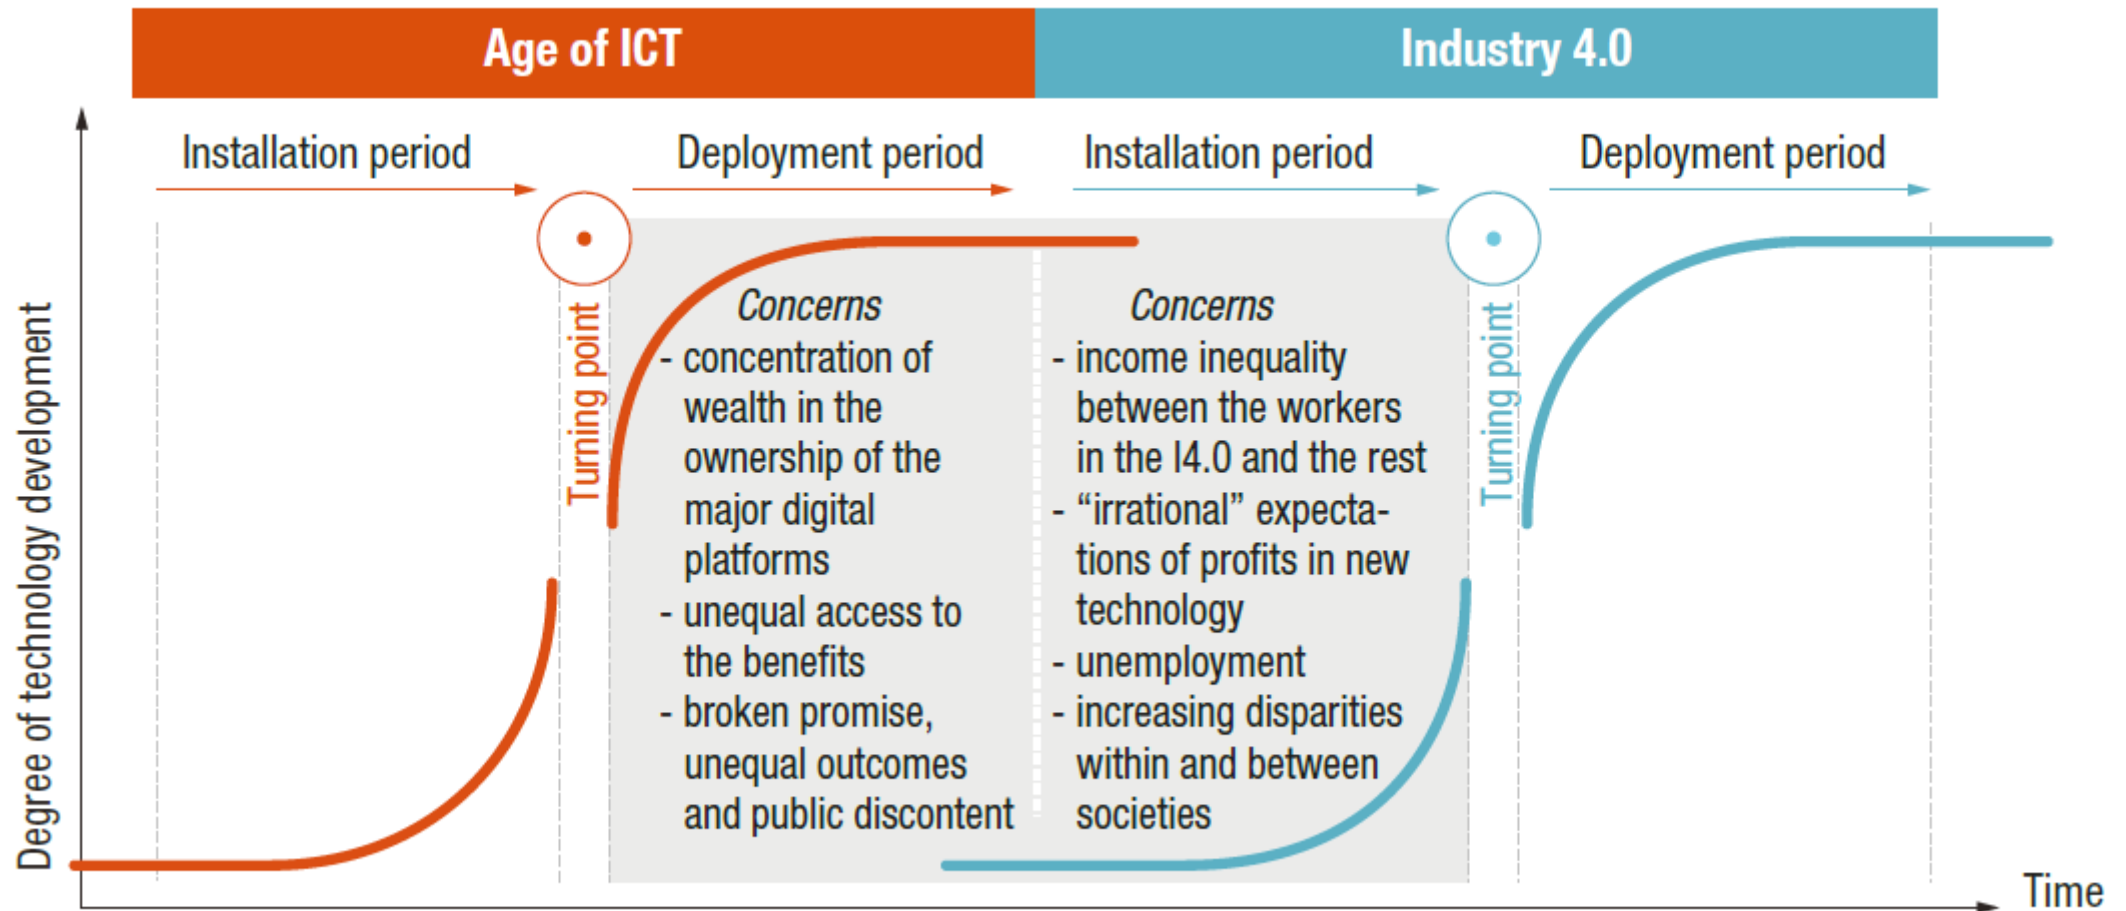 Age of ICT
Industry 4.0
Installation period
Deployment period
Installation period
Deployment period
Degree of technology development
Turning point
Concerns
- concentration of
wealth in the
ownership of the
major digital
platforms
- unequal access to
the benefits
- broken promise,
unequal outcomes
and public discontent
Concerns
- income inequality
between the workers
in the I4.0 and the rest
- “irrational” expecta-
tions of profits in new
technology
- unemployment
- increasing disparities
within and between
societies
Turning point
Time